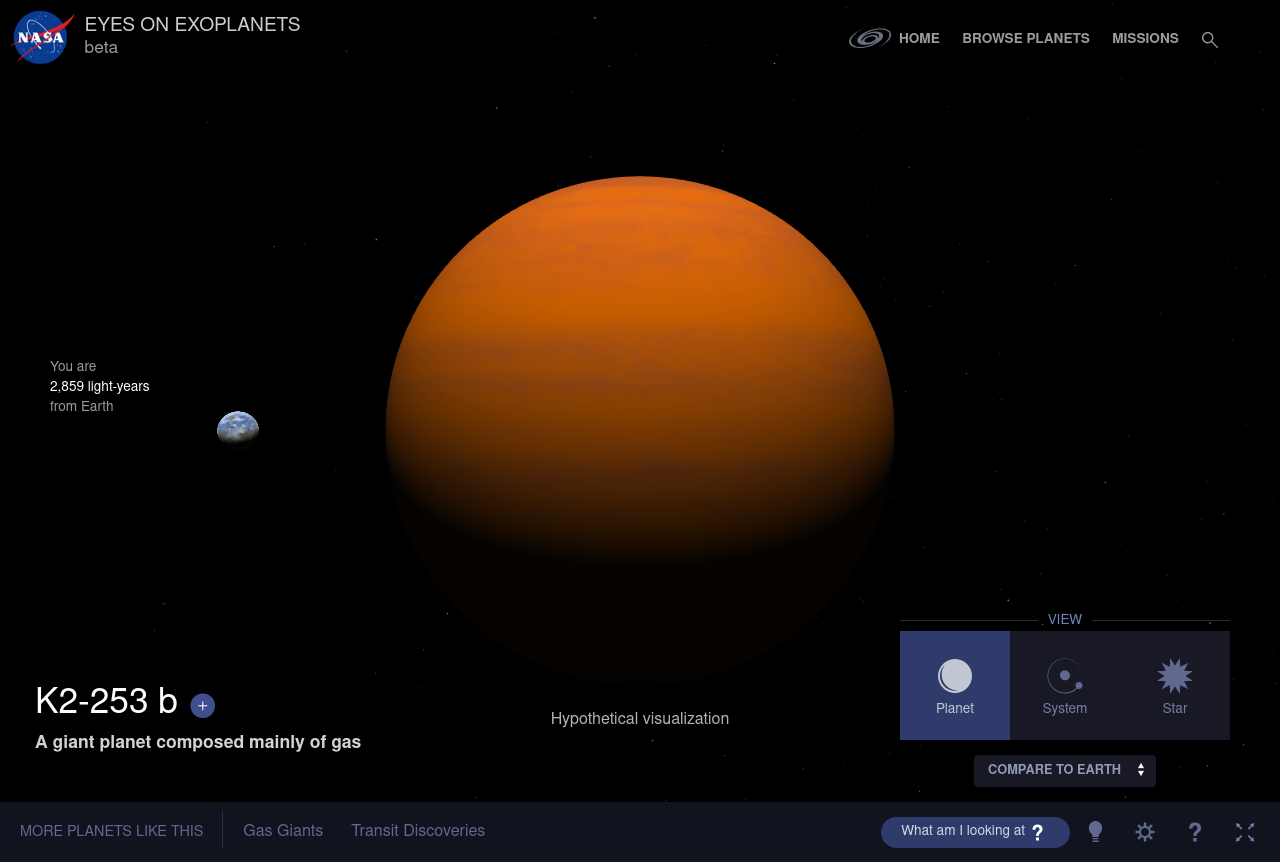 NASA
EYES ON EXOPLANETS
beta
HOME
BROWSE PLANETS
MISSIONS
You are
2,859 light-years
from Earth
VIEW
Planet
System
Star
K2-253 b +
A giant planet composed mainly of gas
Hypothetical visualization
COMPARE TO EARTH
MORE PLANETS LIKE THIS
Gas Giants
Transit Discoveries
What am I looking at ?
?